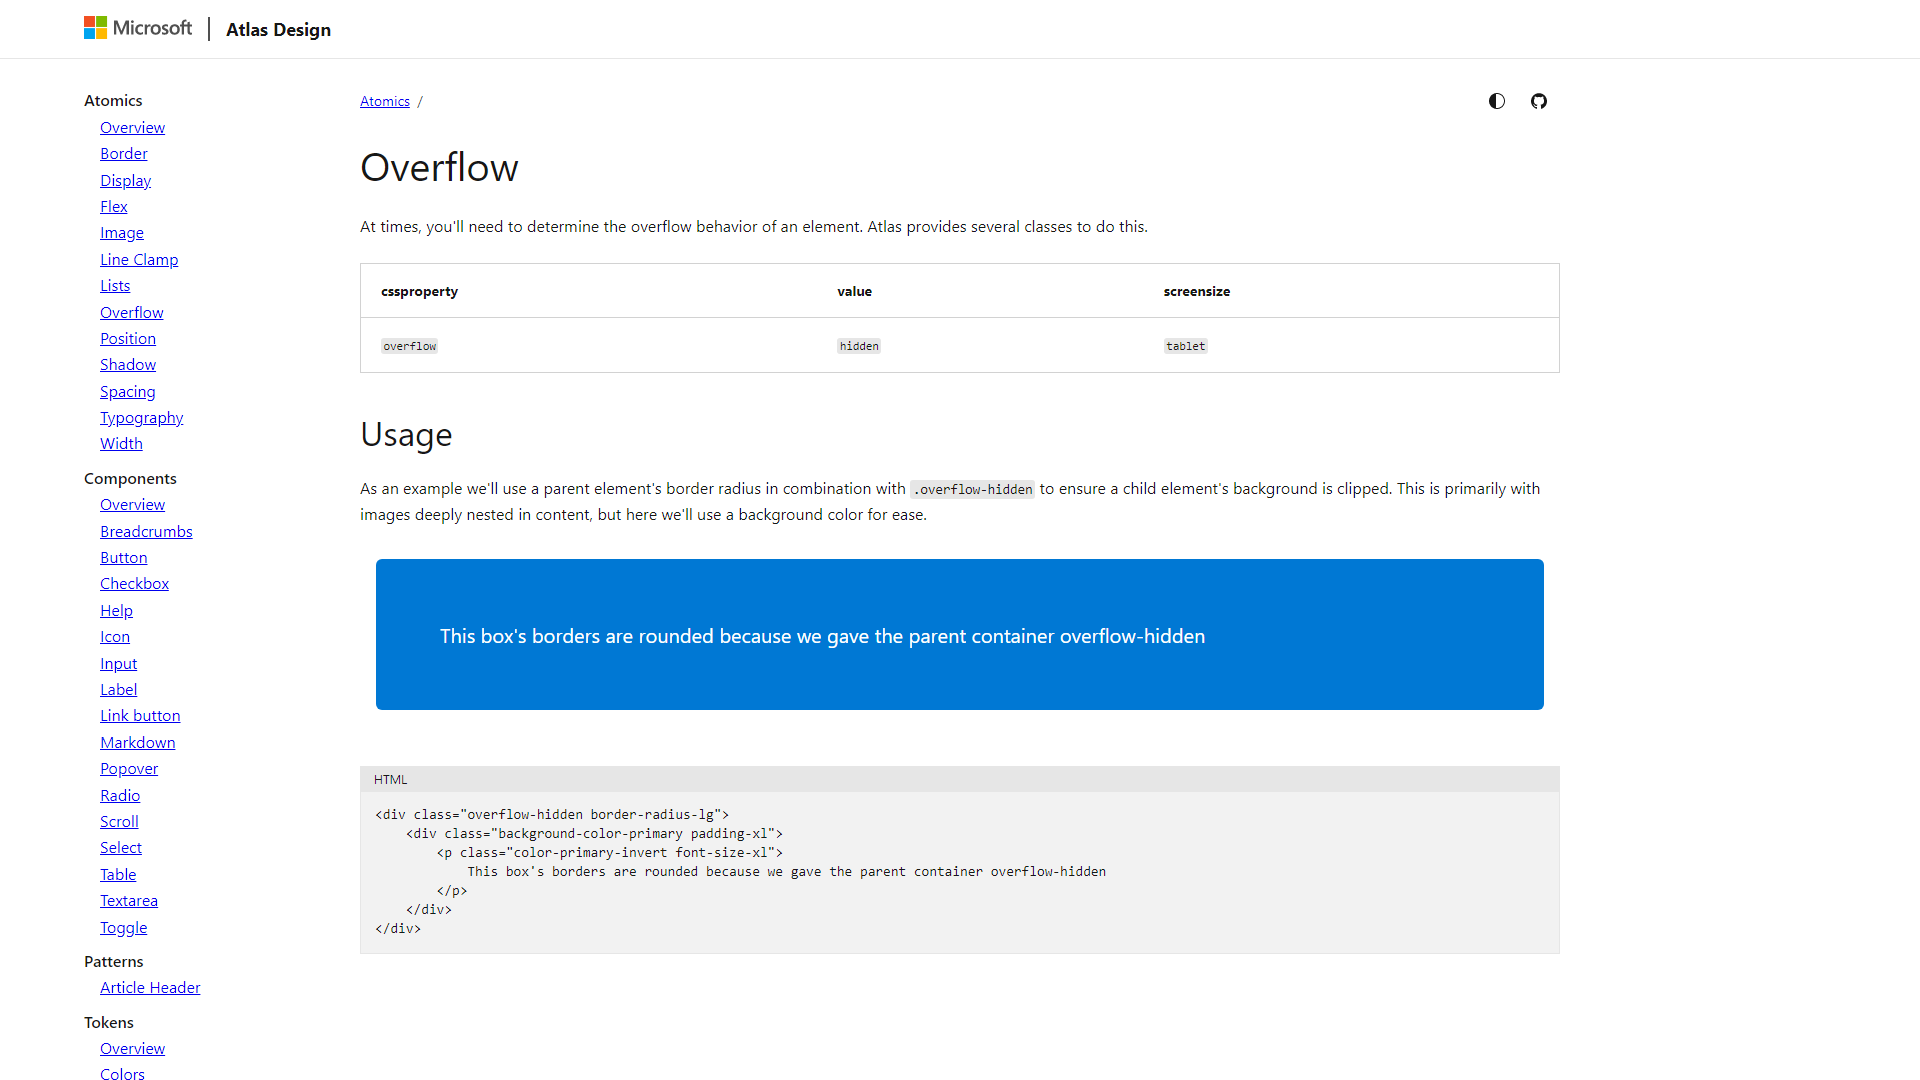 Microsoft | Atlas Design
Atomics
Overview
Border
Display
Flex
Image
Line Clamp
Lists
Overflow
Position
Shadow
Spacing
Typography
Width
Components
Overview
Breadcrumbs
Button
Checkbox
Help
Icon
Input
Label
Link button
Markdown
Popover
Radio
Scroll
Select
Table
Textarea
Toggle
Patterns
Article Header
Tokens
Overview
Colors
Atomics /
Overflow
At times, you'll need to determine the overflow behavior of an element. Atlas provides several classes to do this.
cssproperty value screensize
overflow hidden tablet
Usage
As an example we'll use a parent element's border radius in combination with .overflow-hidden to ensure a child element's background is clipped. This is primarily with
images deeply nested in content, but here we'll use a background color for ease.
This box's borders are rounded because we gave the parent container overflow-hidden
HTML
<div class="overflow-hidden border-radius-lg">
    <div class="background-color-primary padding-xl">
        <p class="color-primary-invert font-size-xl">
            This box's borders are rounded because we gave the parent container overflow-hidden
        </p>
    </div>
</div>